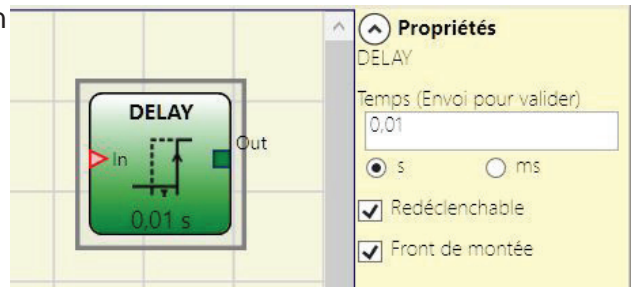 n
DELAY
In
Out
0,01 s
Propriétés
DELAY
Temps (Envoi pour valider)
0,01
s ms
Redéclenchable
Front de montée